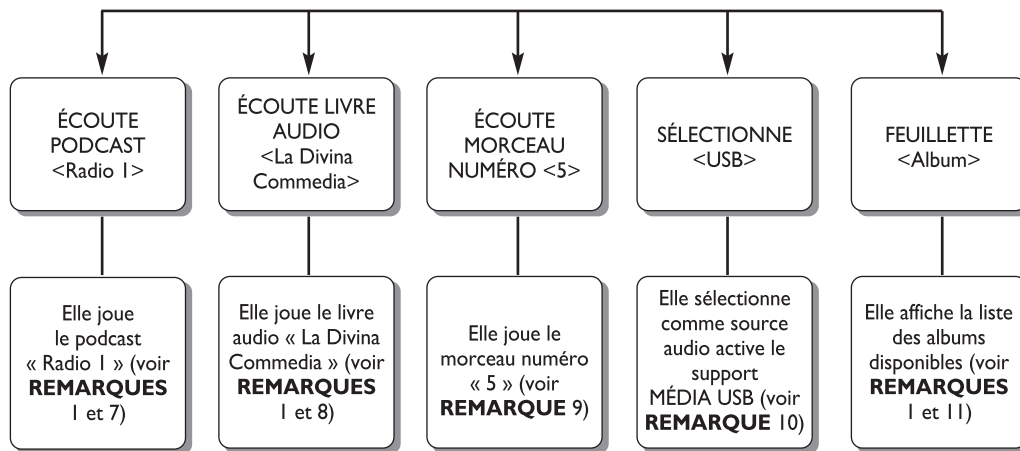 ÉCOUTE
PODCAST
<Radio 1>
ÉCOUTE LIVRE
AUDIO
<La Divina
Commedia>
ÉCOUTE
MORCEAU
NUMÉRO <5>
SÉLECTIONNE
<USB>
FEUILLETTE
<Album>
Elle joue
le podcast
« Radio 1 » (voir
REMARQUES
1 et 7)
Elle joue le livre
audio « La Divina
Commedia » (voir
REMARQUES
1 et 8)
Elle joue le
morceau numéro
« 5 » (voir
REMARQUE 9)
Elle sélectionne
comme source
audio active le
support
MÉDIA USB (voir
REMARQUE 10)
Elle affiche la liste
des albums
disponibles (voir
REMARQUES
1 et 11)